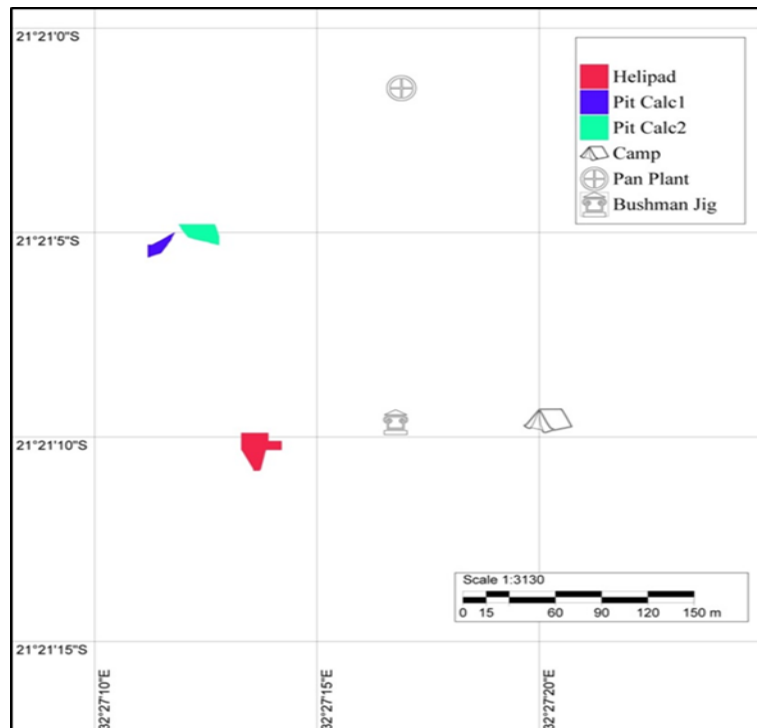 21°21'0"S
Helipad
Pit Calc1
Pit Calc2
Camp
Pan Plant
Bushman Jig
21°21'5"S
21°21'10"S
Scale 1:3130
0 15 60 90 120 150 m
21°21'15"S
32°27'10"E
32°27'15"E
32°27'20"E